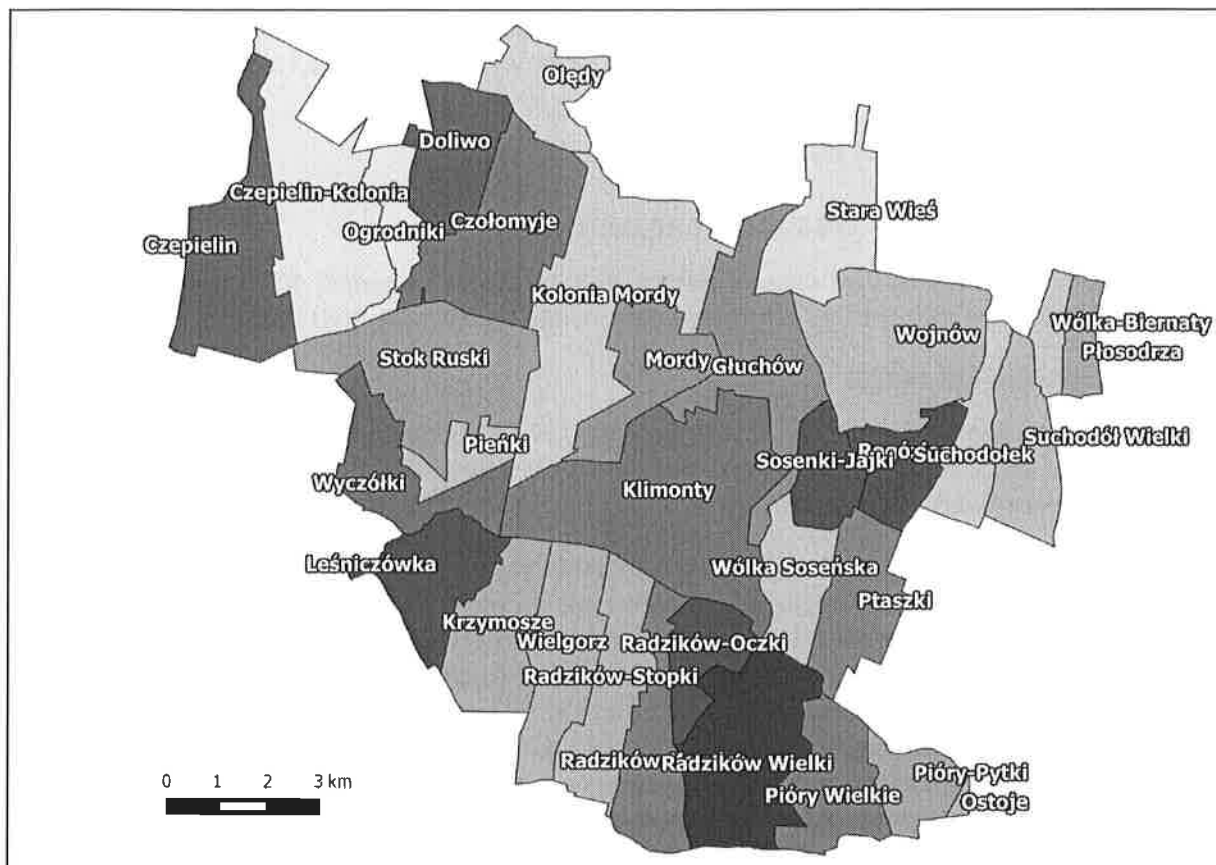 Olędy
Doliwo
Czepielin-Kolonia
Stara Wieś
Czołomyje
Ogrodniki
Czepielin
Kolonia Mordy
Wólka-Biernaty
Wojnów
Płosodrza
Stok Ruski
Mordy
Głuchów
Pieńki
Suchodół Wielki
Sosenki-Jajki
Suchodołek
Wyczółki
Klimonty
Leśniczówka
Wólka Soseńska
Ptaszki
Krzymosze
Wielgorz
Radzików-Oczki
Radzików-Stopki
Radzików
Radzików Wielki
Pióry-Pytki
Pióry Wielkie
Ostoje
0 1 2 3 km